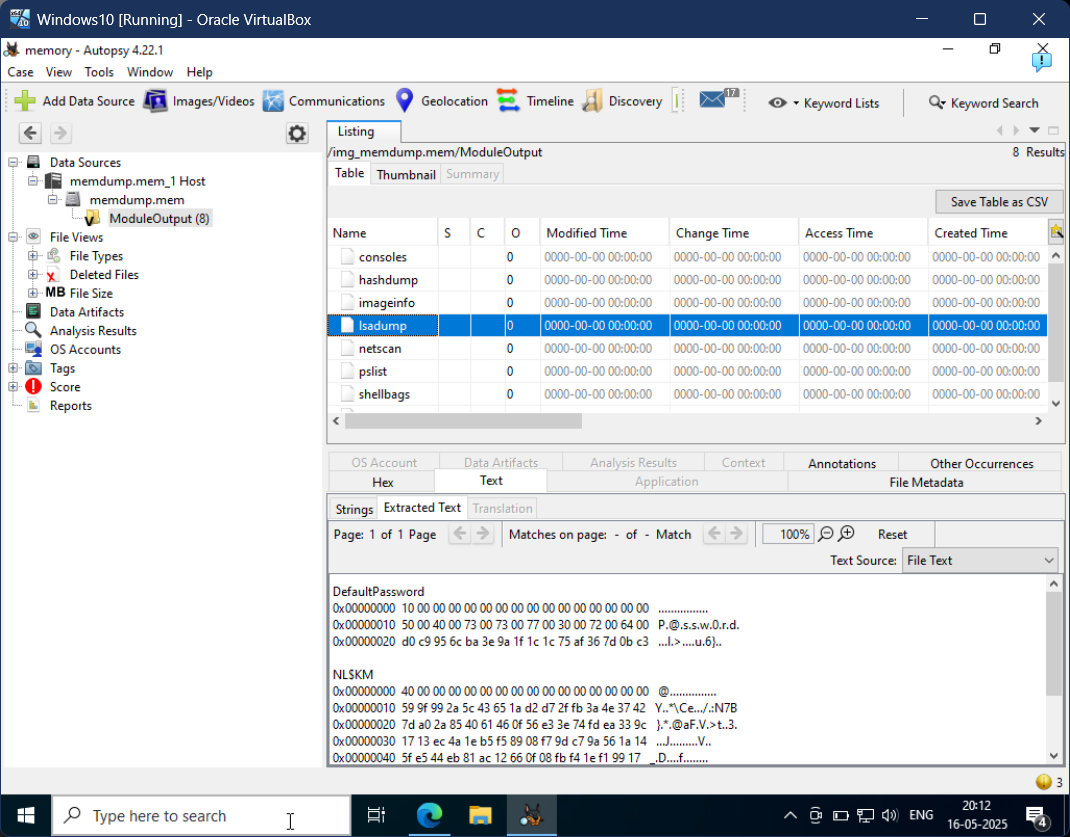 Windows10 [Running] - Oracle VirtualBox
memory - Autopsy 4.22.1
Case View Tools Window Help
Add Data Source Images/Videos Communications Geolocation Timeline Discovery 17 Keyword Lists Keyword Search
Listing
/img_memdump.mem/ModuleOutput 8 Results
Table Thumbnail Summary
Save Table as CSV
Data Sources
memdump.mem_1 Host
memdump.mem
ModuleOutput (8)
File Views
File Types
Deleted Files
MB File Size
Data Artifacts
Analysis Results
OS Accounts
Tags
Score
Reports
Name S C O Modified Time Change Time Access Time Created Time
consoles 0 0000-00-00 00:00:00 0000-00-00 00:00:00 0000-00-00 00:00:00 0000-00-00 00:00:00
hashdump 0 0000-00-00 00:00:00 0000-00-00 00:00:00 0000-00-00 00:00:00 0000-00-00 00:00:00
imageinfo 0 0000-00-00 00:00:00 0000-00-00 00:00:00 0000-00-00 00:00:00 0000-00-00 00:00:00
lsadump 0 0000-00-00 00:00:00 0000-00-00 00:00:00 0000-00-00 00:00:00 0000-00-00 00:00:00
netscan 0 0000-00-00 00:00:00 0000-00-00 00:00:00 0000-00-00 00:00:00 0000-00-00 00:00:00
pslist 0 0000-00-00 00:00:00 0000-00-00 00:00:00 0000-00-00 00:00:00 0000-00-00 00:00:00
shellbags 0 0000-00-00 00:00:00 0000-00-00 00:00:00 0000-00-00 00:00:00 0000-00-00 00:00:00
OS Account Data Artifacts Analysis Results Context Annotations Other Occurrences
Hex Text Application File Metadata
Strings Extracted Text Translation
Page: 1 of 1 Page Matches on page: - of - Match 100% Reset
Text Source: File Text
DefaultPassword
0x00000000 10 00 00 00 00 00 00 00 00 00 00 00 00 00 00 00 ................
0x00000010 50 00 40 00 73 00 73 00 77 00 30 00 72 00 64 00 P.@.s.s.w.0.r.d.
0x00000020 d0 c9 95 6c ba 3e 9a 1f 1c 1c 75 af 36 7d 0b c3 ...l.>....u.6}..
NL$KM
0x00000000 40 00 00 00 00 00 00 00 00 00 00 00 00 00 00 00 @...............
0x00000010 59 9f 99 2a 5c 43 65 1a d2 d7 2f fb 3a 4e 37 42 Y..*\Ce.../.:N7B
0x00000020 7d a0 2a 85 40 61 46 0f 56 e3 3e 74 fd ea 33 9c }.*.@aF.V.>t..3.
0x00000030 17 13 ec 4a 1e b5 f5 89 08 f7 9d c7 9a 56 1a 14 ...J.........V..
0x00000040 5f e5 44 eb 81 ac 12 66 0f 08 fb f4 1e f1 99 17 _.D....f........
3
Type here to search ENG 20:12
16-05-2025 4